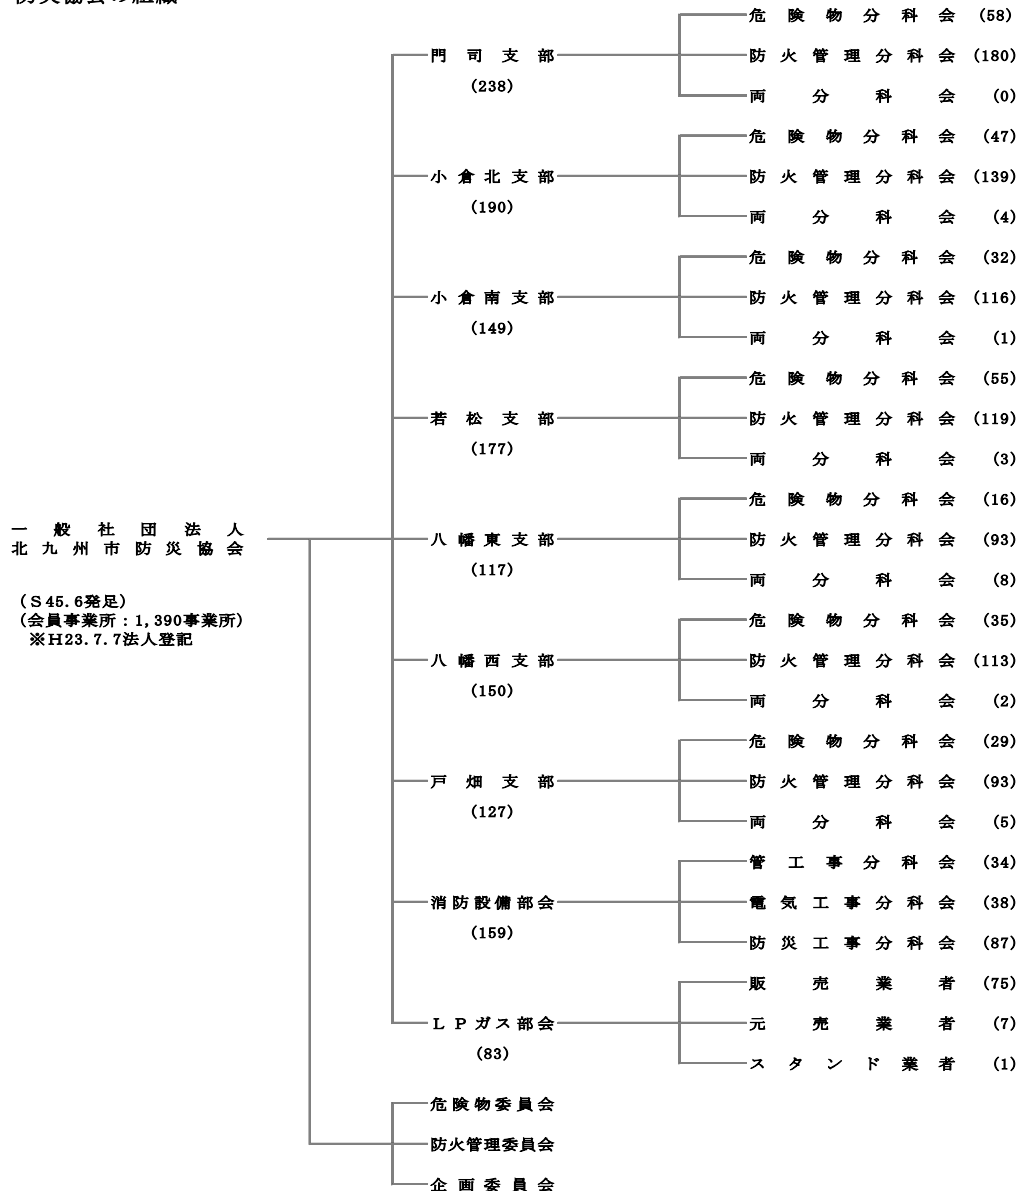 防災協会の組織
危険物分科会 (58)
門司支部 防火管理分科会 (180)
(238)
両分科会 (0)
危険物分科会 (47)
小倉北支部 防火管理分科会 (139)
(190)
両分科会 (4)
危険物分科会 (32)
小倉南支部 防火管理分科会 (116)
(149)
両分科会 (1)
危険物分科会 (55)
若松支部 防火管理分科会 (119)
(177)
両分科会 (3)
危険物分科会 (16)
一般社団法人
北九州市防災協会
(S45.6発足)
(会員事業所：1,390事業所)
※H23.7.7法人登記
八幡東支部 防火管理分科会 (93)
(117)
両分科会 (8)
危険物分科会 (35)
八幡西支部 防火管理分科会 (113)
(150)
両分科会 (2)
危険物分科会 (29)
戸畑支部 防火管理分科会 (93)
(127)
両分科会 (5)
管工事分科会 (34)
消防設備部会 電気工事分科会 (38)
(159)
防災工事分科会 (87)
販売業者 (75)
ＬＰガス部会 元売業者 (7)
(83)
スタンド業者 (1)
危険物委員会
防火管理委員会
企画委員会